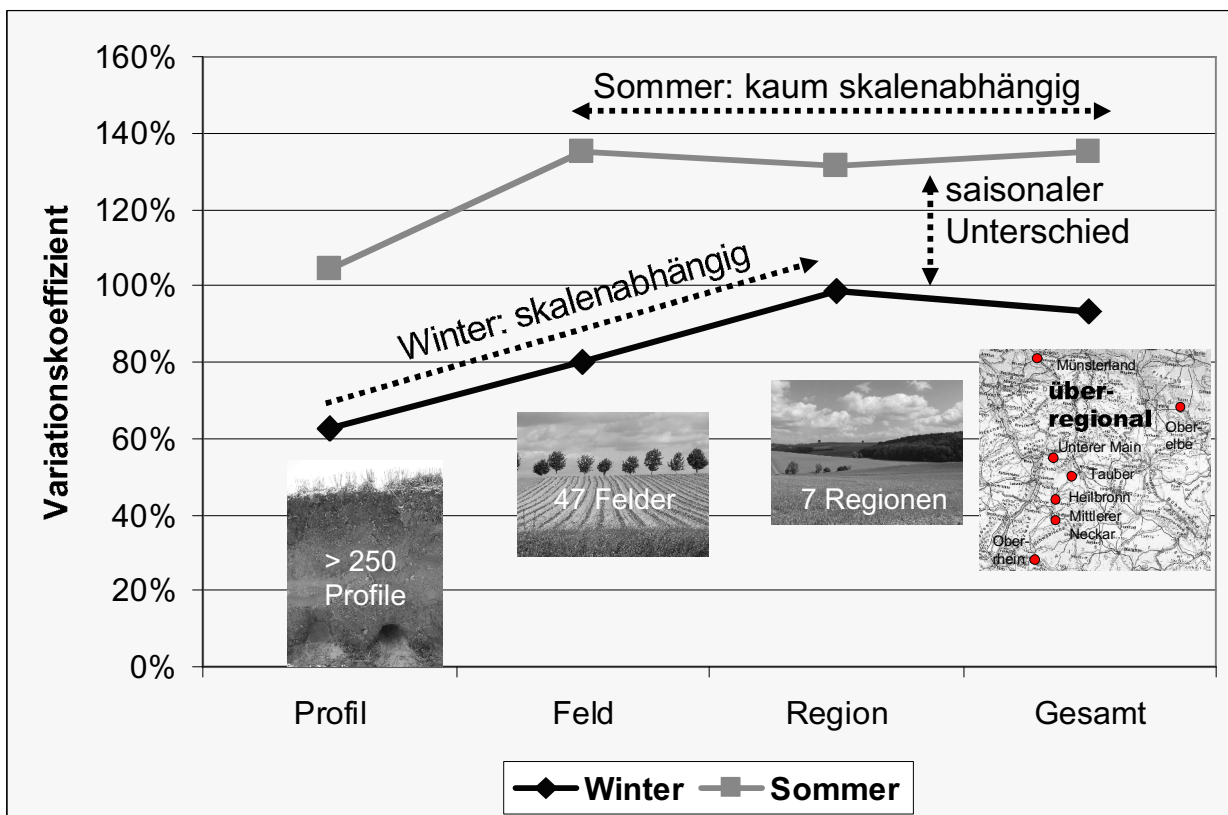 160%
140%
120%
100%
80%
60%
40%
20%
0%
Variationskoeffizient
Sommer: kaum skalenabhängig
saisonaler
Unterschied
Winter: skalenabhängig
> 250
Profile
47 Felder
7 Regionen
Münsterland
über-
regional
Ober-
elbe
Unterer Main
Tauber
Heilbronn
Mittlerer
Neckar
Ober-
rhein
Profil
Feld
Region
Gesamt
Winter
Sommer